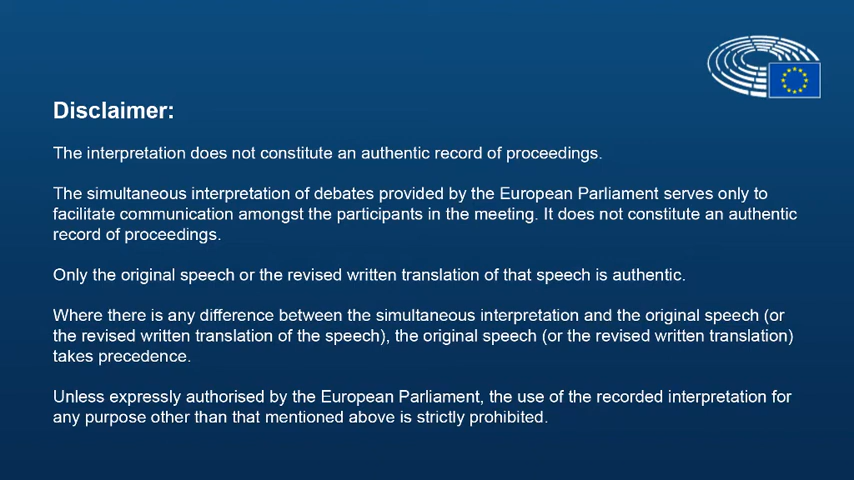 Disclaimer:
The interpretation does not constitute an authentic record of proceedings.
The simultaneous interpretation of debates provided by the European Parliament serves only to
facilitate communication amongst the participants in the meeting. It does not constitute an authentic
record of proceedings.
Only the original speech or the revised written translation of that speech is authentic.
Where there is any difference between the simultaneous interpretation and the original speech (or
the revised written translation of the speech), the original speech (or the revised written translation)
takes precedence.
Unless expressly authorised by the European Parliament, the use of the recorded interpretation for
any purpose other than that mentioned above is strictly prohibited.